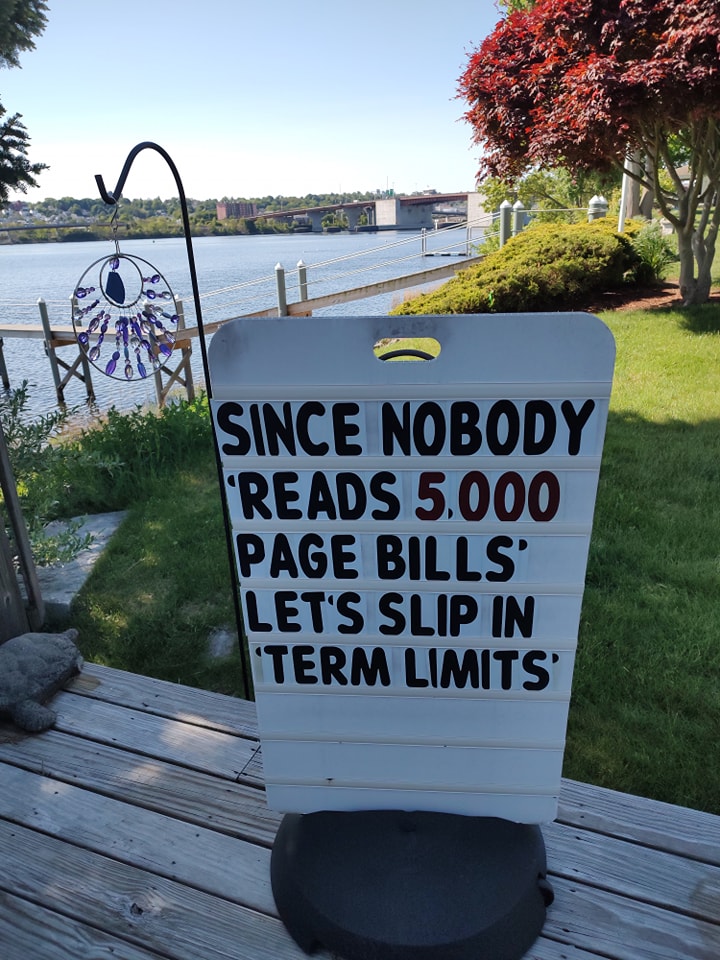 SINCE NOBODY
'READS 5,000
PAGE BILLS'
LET'S SLIP IN
'TERM LIMITS'